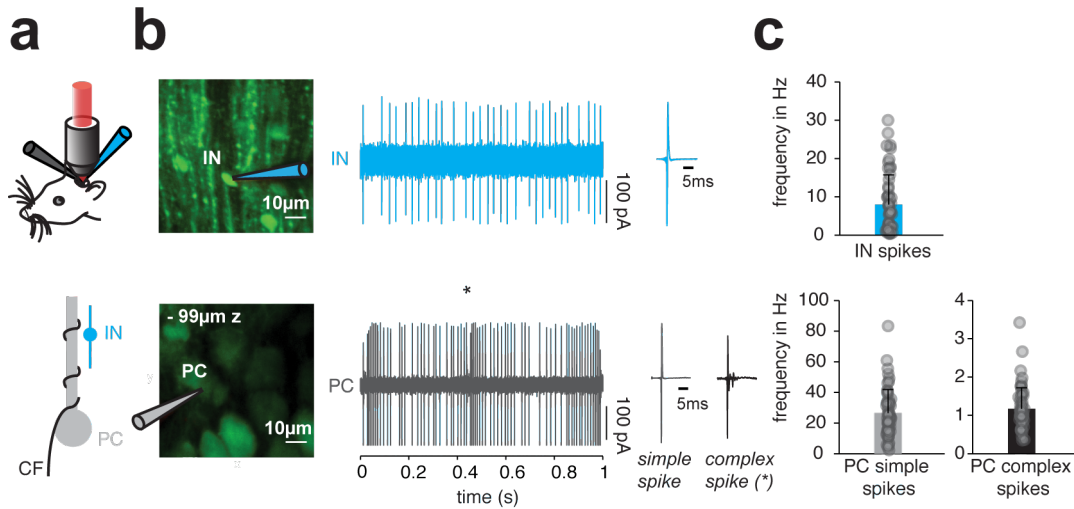 a
b
c
IN
10µm
IN
100 pA
5ms
frequency in Hz
40
30
20
10
0
IN spikes
IN
PC
CF
- 99µm z
PC
10µm
*
PC
100 pA
0
0.2
0.4
0.6
0.8
1
time (s)
5ms
simple
spike
complex
spike (*)
frequency in Hz
100
80
60
40
20
0
PC simple
spikes
4
3
2
1
0
PC complex
spikes